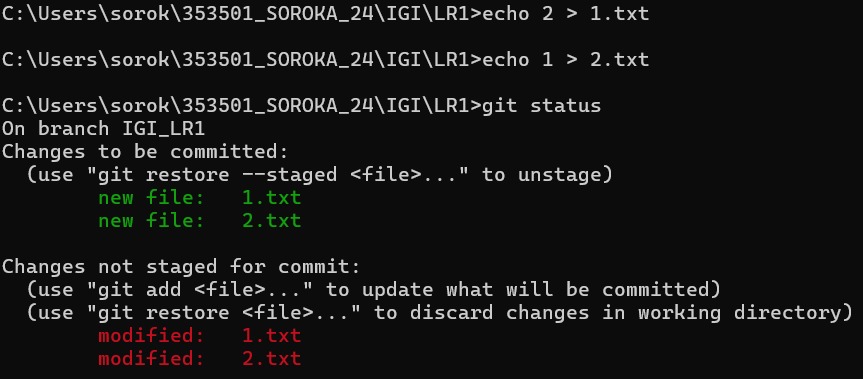 C:\Users\sorok\353501_SOROKA_24\IGI\LR1>echo 2 > 1.txt
C:\Users\sorok\353501_SOROKA_24\IGI\LR1>echo 1 > 2.txt
C:\Users\sorok\353501_SOROKA_24\IGI\LR1>git status
On branch IGI_LR1
Changes to be committed:
  (use "git restore --staged <file>..." to unstage)
        new file:   1.txt
        new file:   2.txt
Changes not staged for commit:
  (use "git add <file>..." to update what will be committed)
  (use "git restore <file>..." to discard changes in working directory)
        modified:   1.txt
        modified:   2.txt